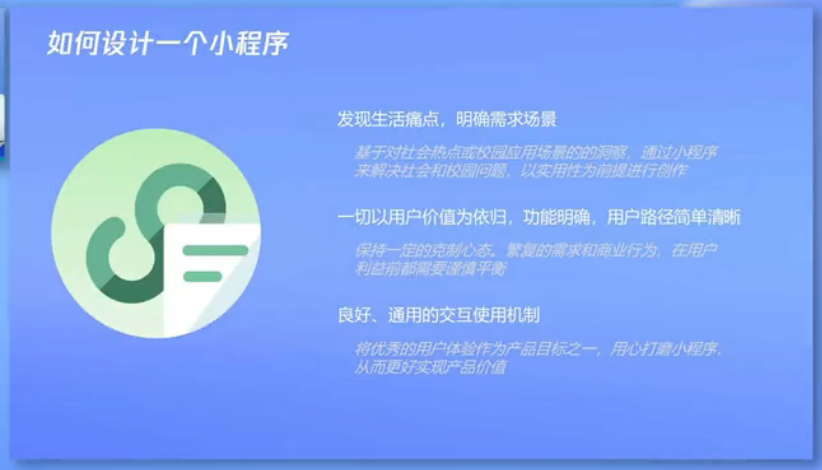 如何设计一个小程序
发现生活痛点，明确需求场景
基于对社会热点或校园应用场景的的洞察，通过小程序
来解决社会和校园问题，以实用性为前提进行创作
一切以用户价值为依归，功能明确，用户路径简单清晰
保持一定的克制心态。繁复的需求和商业行为，在用户
利益前都需要谨慎平衡
良好、通用的交互使用机制
将优秀的用户体验作为产品目标之一，用心打磨小程序，
从而更好实现产品价值